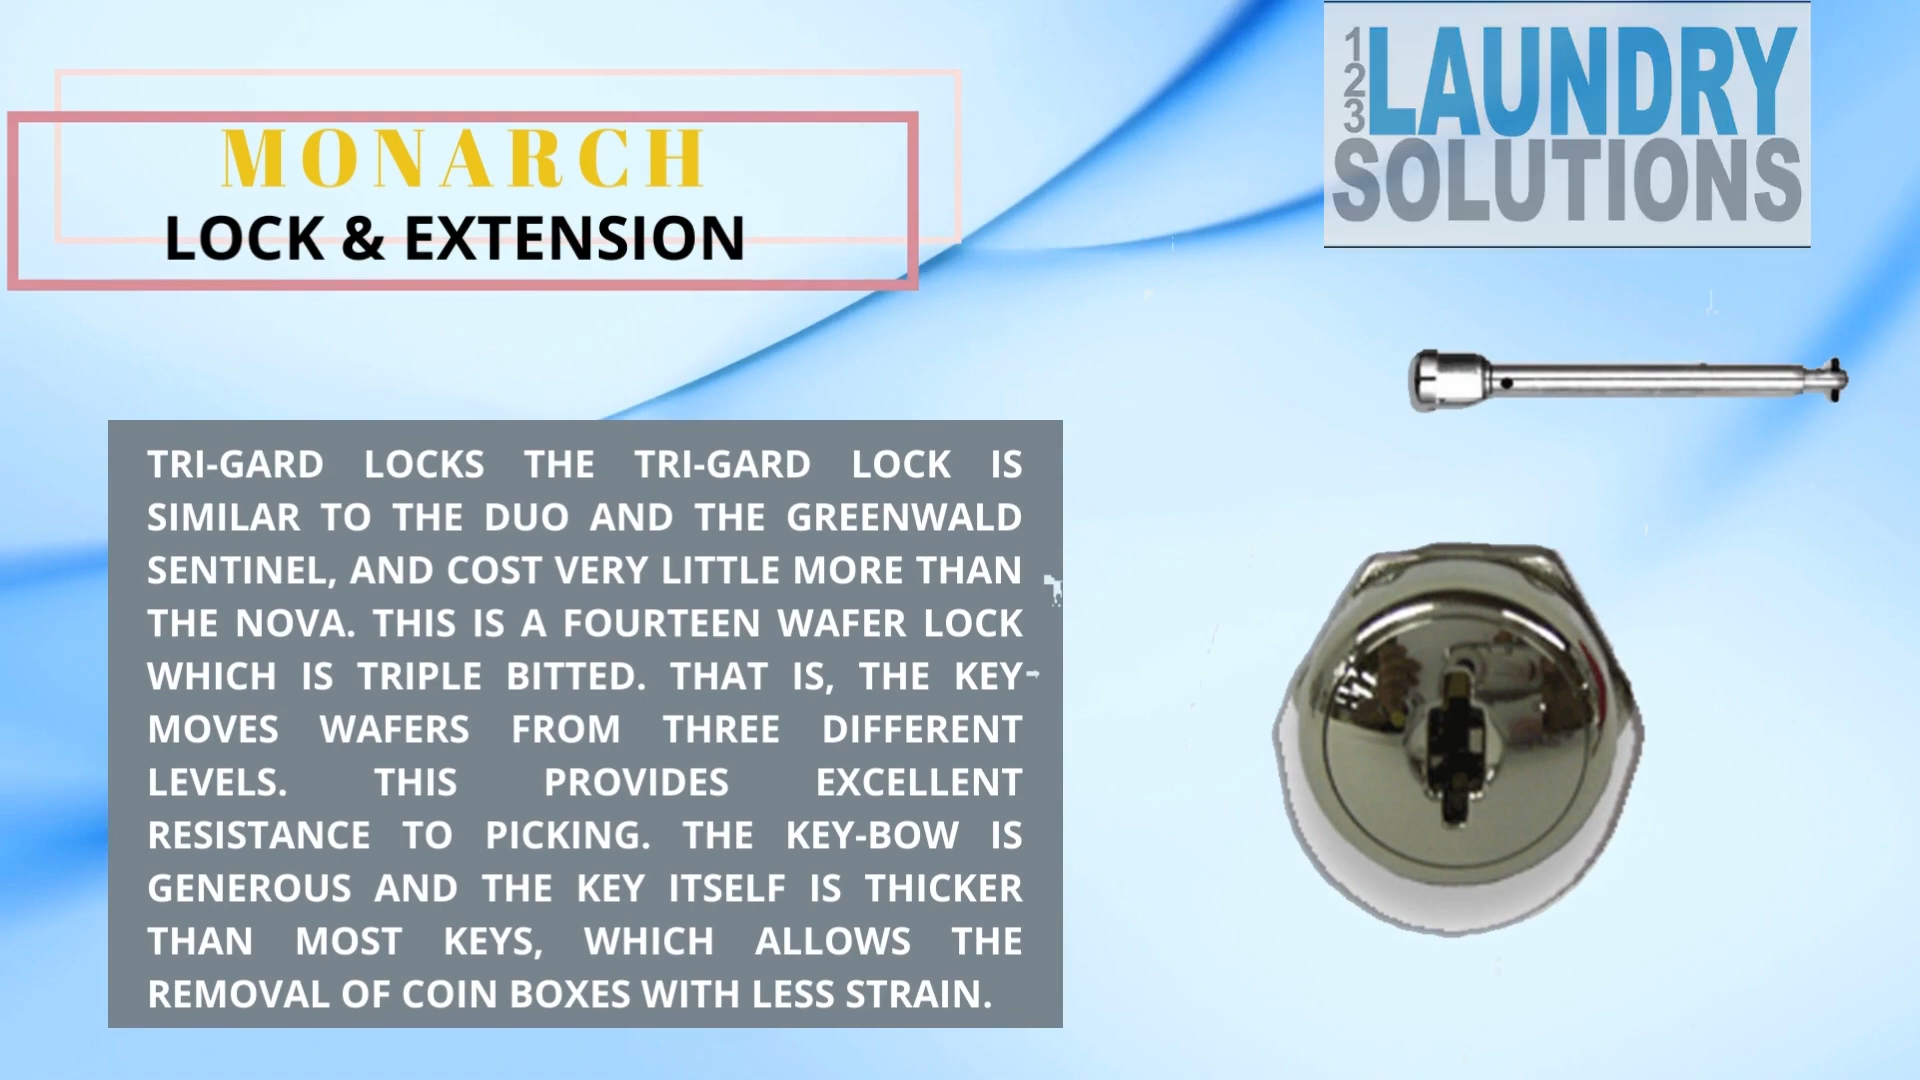 MONARCH
LOCK & EXTENSION
1
2
3
LAUNDRY
SOLUTIONS
TRI-GARD LOCKS THE TRI-GARD LOCK IS
SIMILAR TO THE DUO AND THE GREENWALD
SENTINEL, AND COST VERY LITTLE MORE THAN
THE NOVA. THIS IS A FOURTEEN WAFER LOCK
WHICH IS TRIPLE BITTED. THAT IS, THE KEY
MOVES WAFERS FROM THREE DIFFERENT
LEVELS. THIS PROVIDES EXCELLENT
RESISTANCE TO PICKING. THE KEY-BOW IS
GENEROUS AND THE KEY ITSELF IS THICKER
THAN MOST KEYS, WHICH ALLOWS THE
REMOVAL OF COIN BOXES WITH LESS STRAIN.